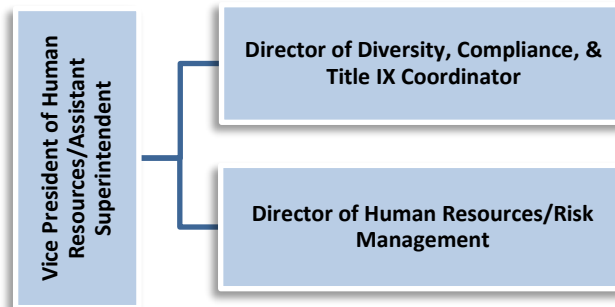 Vice President of Human
Resources/Assistant
Superintendent
Director of Diversity, Compliance, &
Title IX Coordinator
Director of Human Resources/Risk
Management